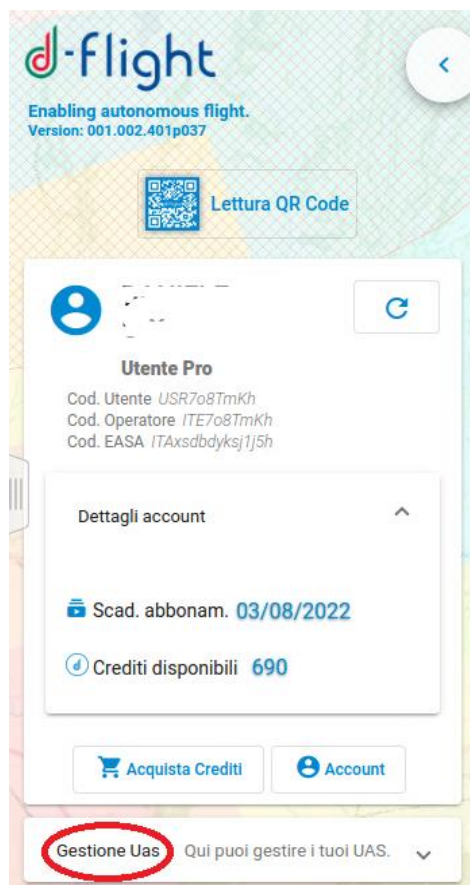 d-flight
Enabling autonomous flight.
Version: 001.002.401p037
Lettura QR Code
Utente Pro
Cod. Utente USR7o8TmKh
Cod. Operatore ITE7o8TmKh
Cod. EASA ITAxsdbdyksj1j5h
Dettagli account
Scad. abbonam. 03/08/2022
Crediti disponibili 690
Acquista Crediti Account
Gestione Uas Qui puoi gestire i tuoi UAS.